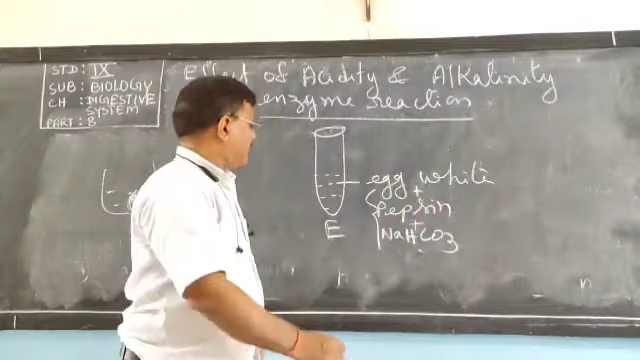 STD: IX
SUB: BIOLOGY
CH: DIGESTIVE
SYSTEM
PART: 8
Effect of Acidity & Alkalinity
enzyme reaction
egg white
+
Pepsin
+
NaHCO3
E